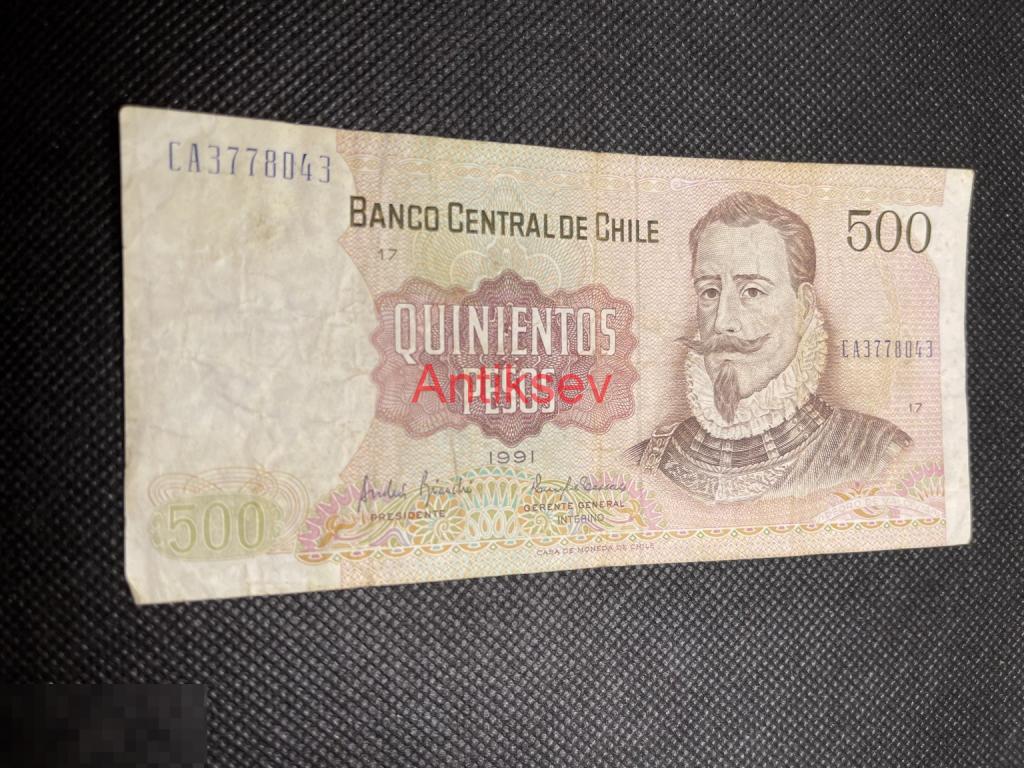 CA3778043
BANCO CENTRAL DE CHILE
500
17
QUINIENTOS
PESOS
Antiksev
CA3778043
17
1991
PRESIDENTE
GERENTE GENERAL
INTERINO
500
CASA DE MONEDA DE CHILE